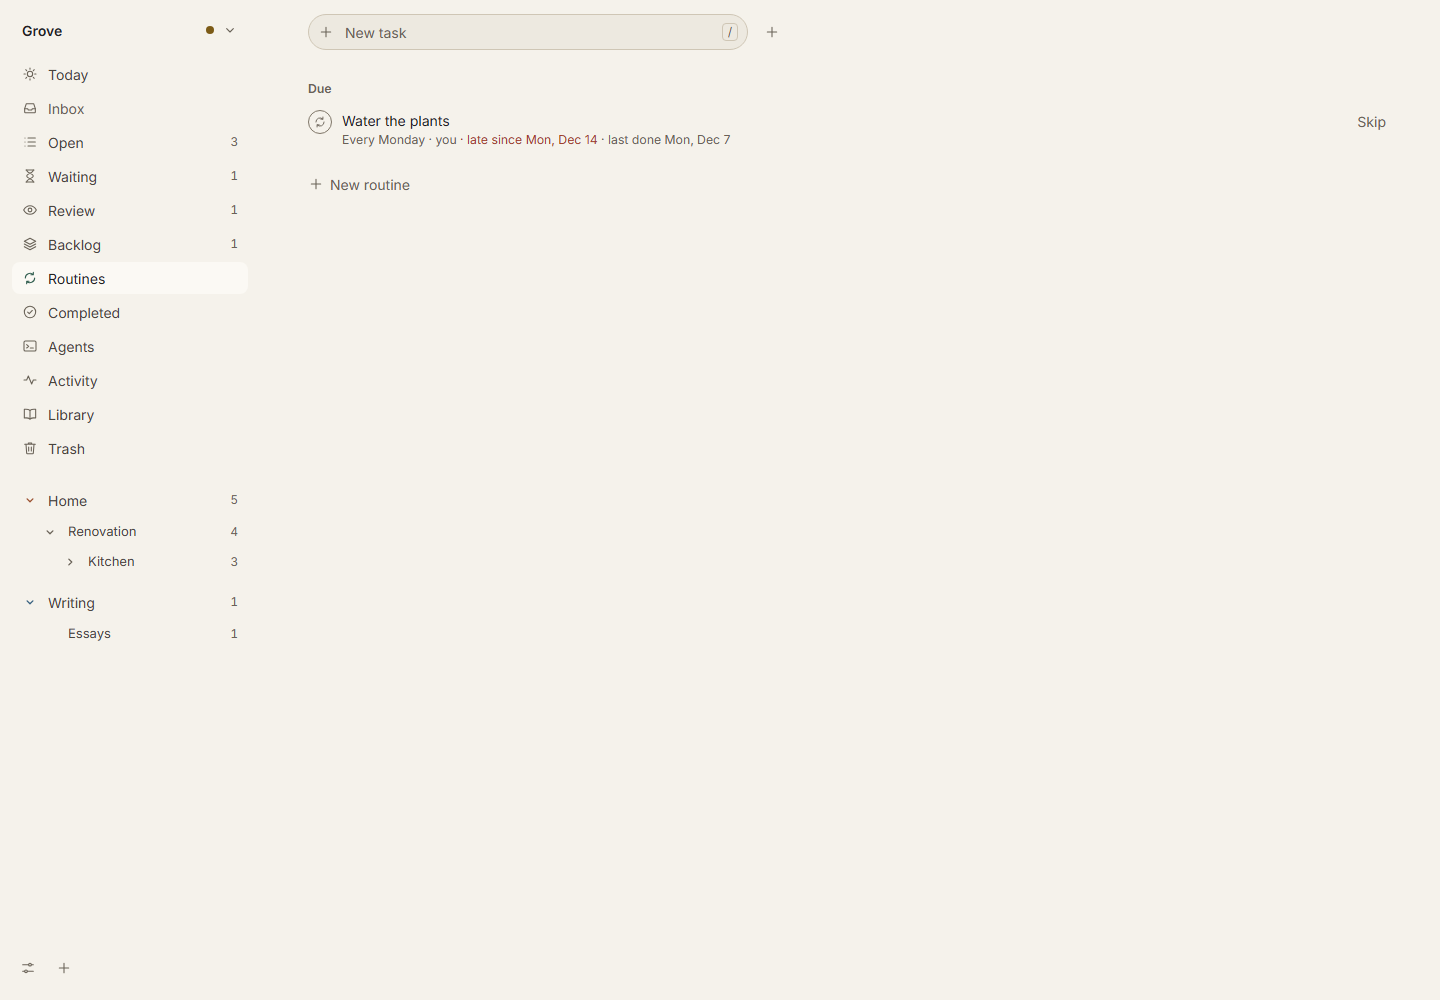 Grove
Today
Inbox
Open 3
Waiting 1
Review 1
Backlog 1
Routines
Completed
Agents
Activity
Library
Trash
Home 5
Renovation 4
Kitchen 3
Writing 1
Essays 1
New task /
Due
Water the plants
Every Monday · you · late since Mon, Dec 14 · last done Mon, Dec 7
Skip
New routine